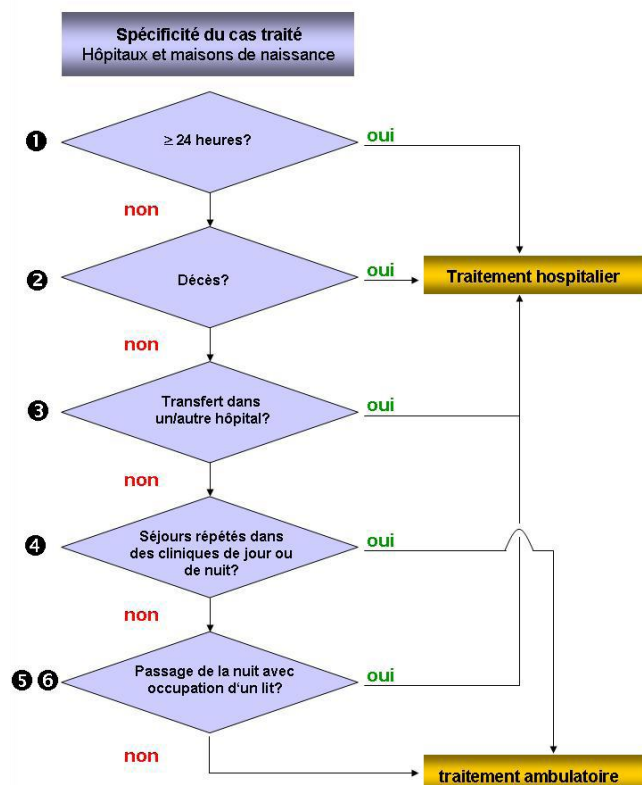 Spécificité du cas traité
Hôpitaux et maisons de naissance
❶
≥ 24 heures?
oui
non
❷
Décès?
oui
Traitement hospitalier
non
❸
Transfert dans
un/autre hôpital?
oui
non
❹
Séjours répétés dans
des cliniques de jour ou
de nuit?
oui
non
❺ ❻
Passage de la nuit avec
occupation d'un lit?
oui
non
traitement ambulatoire